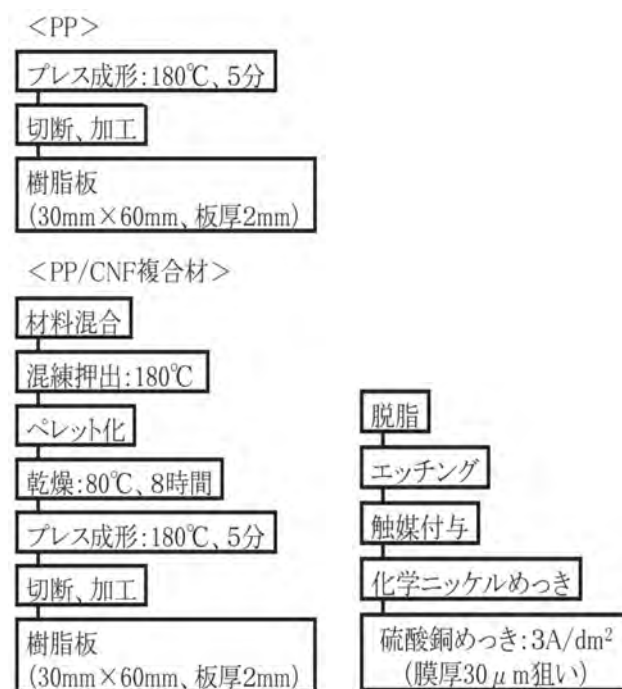 ＜PP＞
プレス成形:180℃、5分
切断、加工
樹脂板
(30mm×60mm、板厚2mm)
＜PP/CNF複合材＞
材料混合
混練押出:180℃
ペレット化
乾燥:80℃、8時間
プレス成形:180℃、5分
切断、加工
樹脂板
(30mm×60mm、板厚2mm)
脱脂
エッチング
触媒付与
化学ニッケルめっき
硫酸銅めっき:3A/dm²
(膜厚30μm狙い)